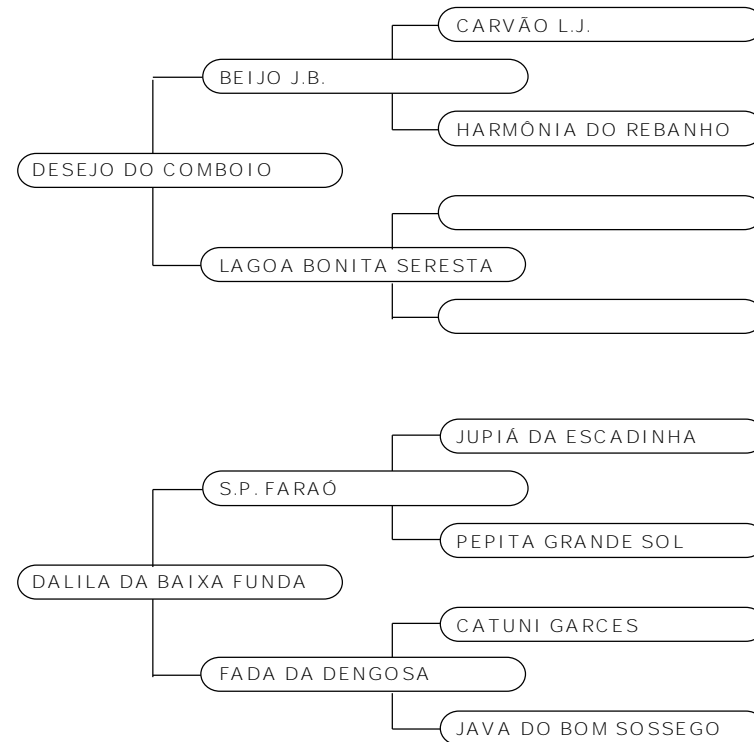 CARVÃO L.J.
BEIJO J.B.
HARMÔNIA DO REBANHO
DESEJO DO COMBOIO
LAGOA BONITA SERESTA
JUPIÁ DA ESCADINHA
S.P. FARAÓ
PEPITA GRANDE SOL
DALILA DA BAIXA FUNDA
CATUNI GARCES
FADA DA DENGOSA
JAVA DO BOM SOSSEGO